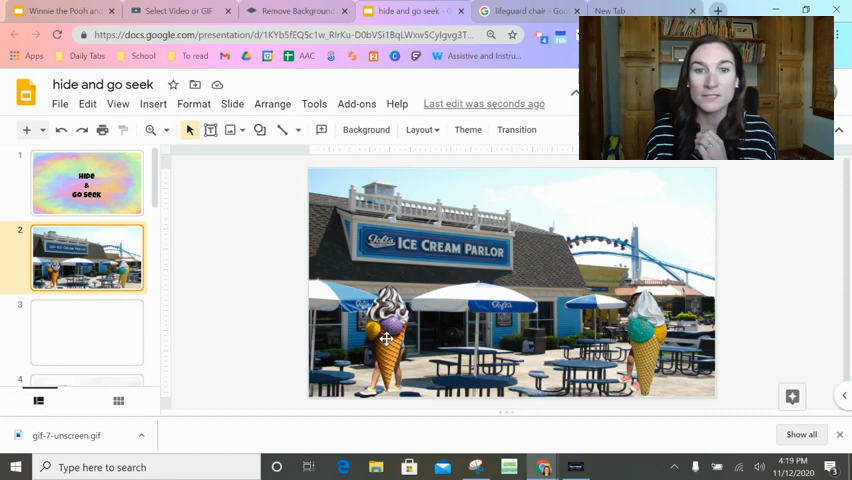 Winnie the Pooh and
Select Video or GIF
Remove Background
hide and go seek - G
lifeguard chair - Goo
New Tab
https://docs.google.com/presentation/d/1KYb5fEQ5c1w_RIrKu-D0bVSi1BqLWxw5Cylgvg3T...
Apps
Daily Tabs
School
To read
AAC
Assistive and Instru...
hide and go seek
File Edit View Insert Format Slide Arrange Tools Add-ons Help Last edit was seconds ago
Background Layout Theme Transition
1
HIDE
&
GO SEEK
2
3
4
Toft's ICE CREAM PARLOR
gif-7-unscreen.gif
Show all
Type here to search
4:19 PM
11/12/2020
3